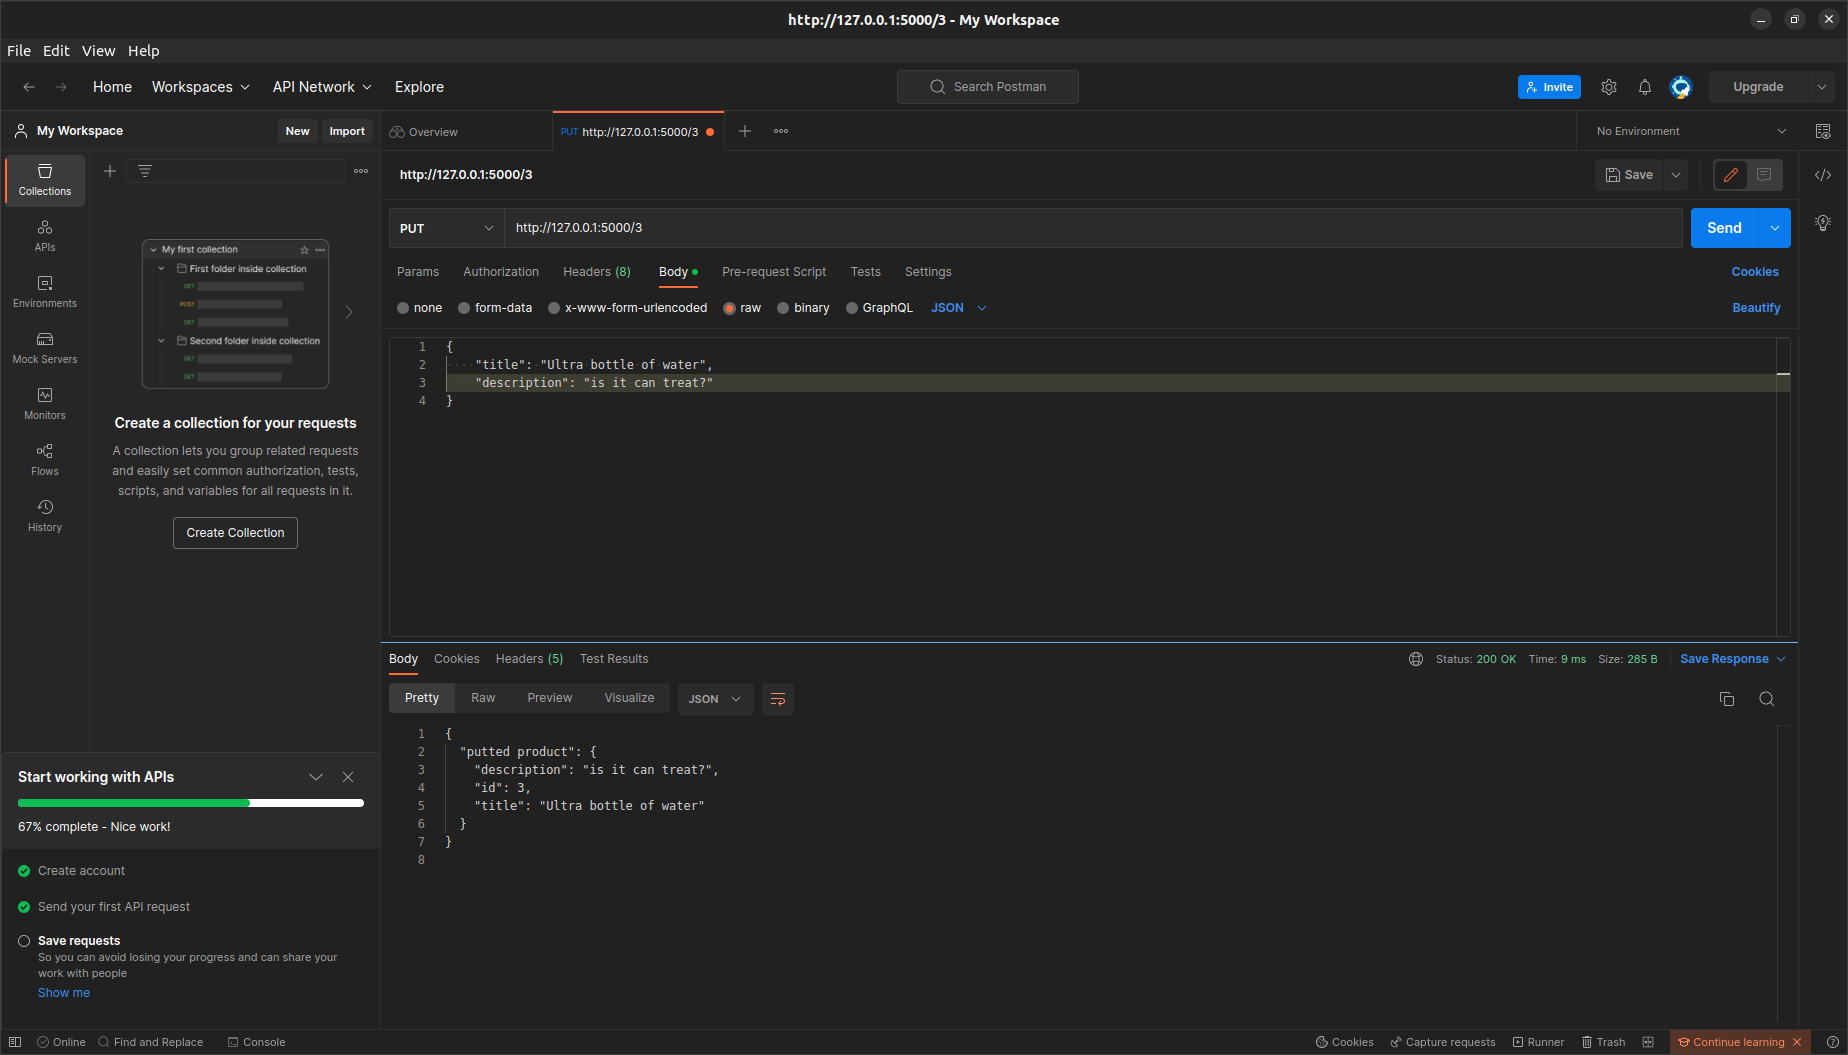 http://127.0.0.1:5000/3 - My Workspace
File Edit View Help
Home Workspaces API Network Explore
Search Postman
Invite
Upgrade
My Workspace
New Import
Overview
PUT http://127.0.0.1:5000/3
No Environment
Collections
APIs
Environments
Mock Servers
Monitors
Flows
History
My first collection
First folder inside collection
GET
POST
GET
Second folder inside collection
GET
GET
Create a collection for your requests
A collection lets you group related requests
and easily set common authorization, tests,
scripts, and variables for all requests in it.
Create Collection
Start working with APIs
67% complete - Nice work!
Create account
Send your first API request
Save requests
So you can avoid losing your progress and can share your
work with people
Show me
http://127.0.0.1:5000/3
Save
PUT http://127.0.0.1:5000/3
Send
Params Authorization Headers (8) Body Pre-request Script Tests Settings
Cookies
none form-data x-www-form-urlencoded raw binary GraphQL JSON
Beautify
1 {
2 "title": "Ultra bottle of water",
3 "description": "is it can treat?"
4 }
Body Cookies Headers (5) Test Results
Status: 200 OK Time: 9 ms Size: 285 B Save Response
Pretty Raw Preview Visualize JSON
1 {
2 "putted product": {
3 "description": "is it can treat?",
4 "id": 3,
5 "title": "Ultra bottle of water"
6 }
7 }
8
Online Find and Replace Console
Cookies Capture requests Runner Trash Continue learning